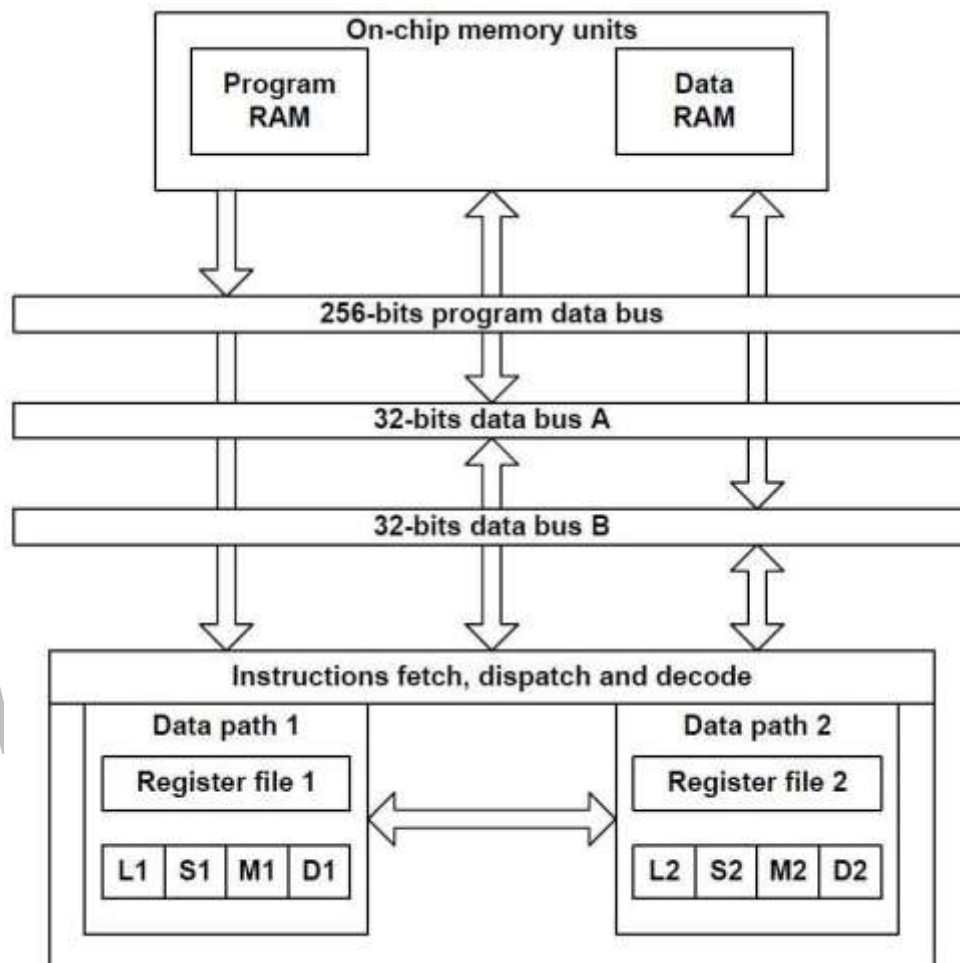 On-chip memory units
Program
RAM
Data
RAM
256-bits program data bus
32-bits data bus A
32-bits data bus B
Instructions fetch, dispatch and decode
Data path 1
Data path 2
Register file 1
Register file 2
L1 S1 M1 D1
L2 S2 M2 D2